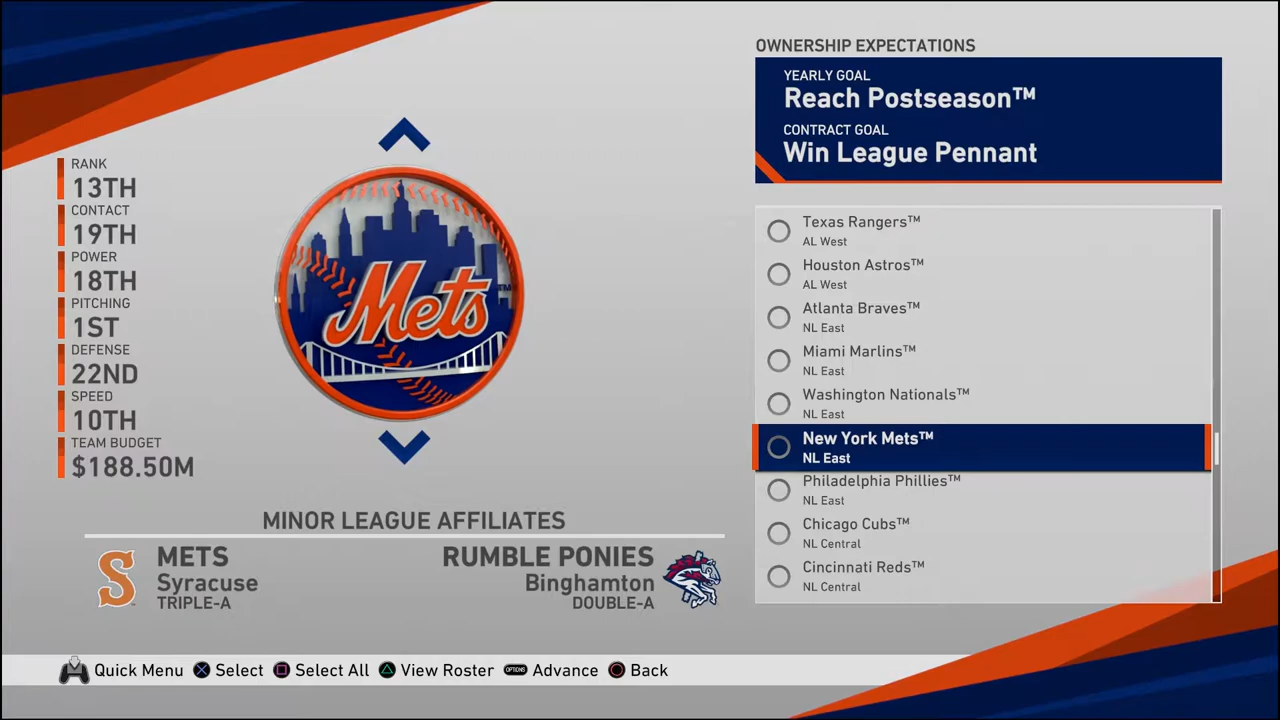 OWNERSHIP EXPECTATIONS
YEARLY GOAL
Reach Postseason™
CONTRACT GOAL
Win League Pennant
RANK
13TH
CONTACT
19TH
POWER
18TH
PITCHING
1ST
DEFENSE
22ND
SPEED
10TH
TEAM BUDGET
$188.50M
Mets
TM
Texas Rangers™
AL West
Houston Astros™
AL West
Atlanta Braves™
NL East
Miami Marlins™
NL East
Washington Nationals™
NL East
New York Mets™
NL East
Philadelphia Phillies™
NL East
Chicago Cubs™
NL Central
Cincinnati Reds™
NL Central
MINOR LEAGUE AFFILIATES
S
METS
Syracuse
TRIPLE-A
RUMBLE PONIES
Binghamton
DOUBLE-A
Quick Menu Select Select All View Roster OPTIONS Advance Back